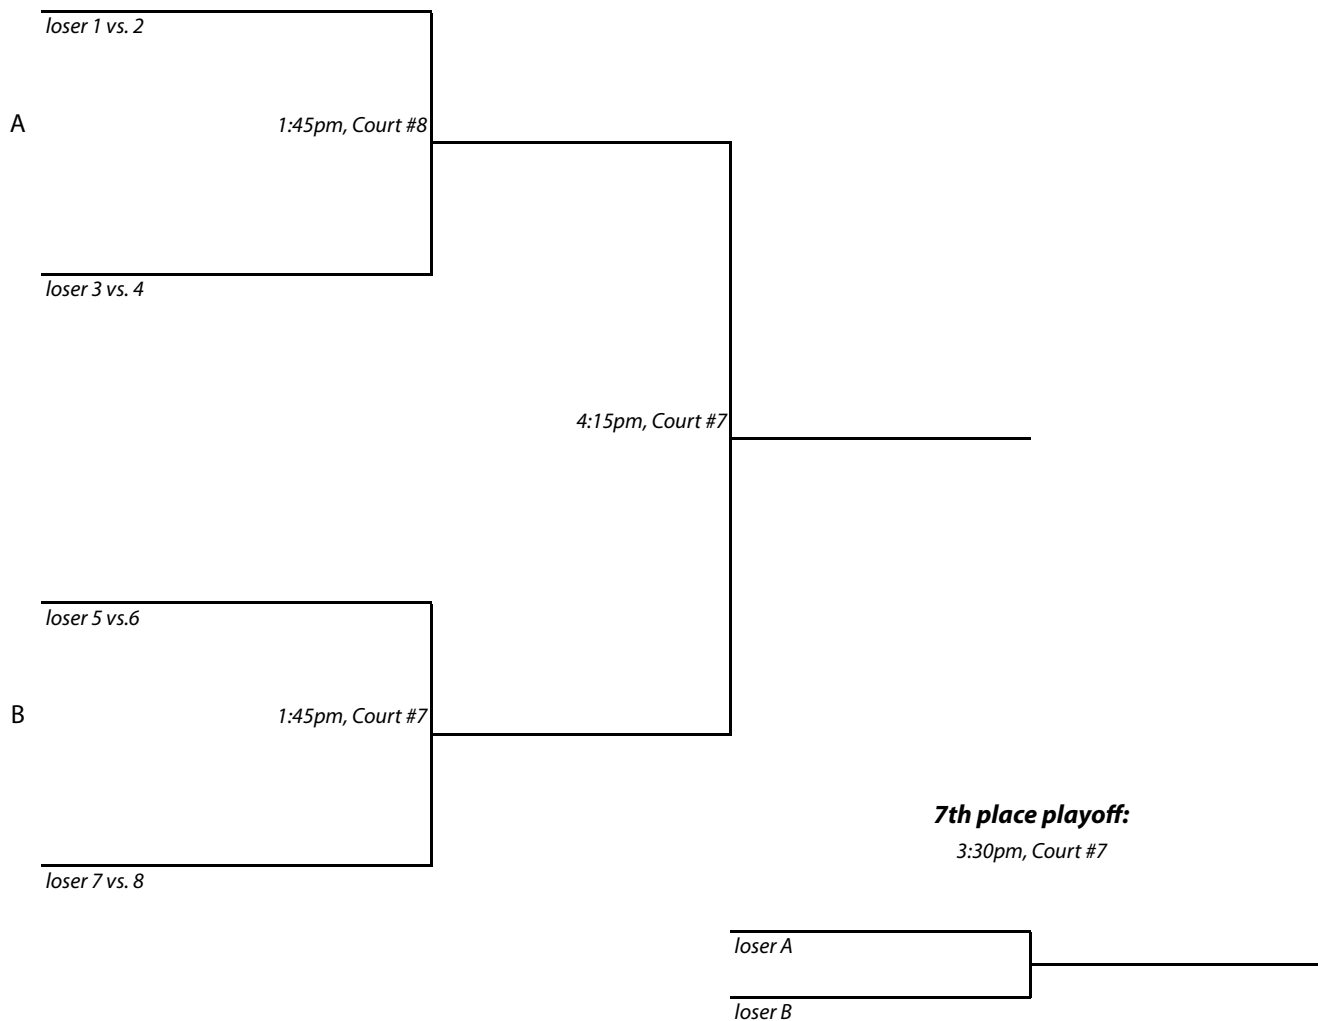 loser 1 vs. 2
A
1:45pm, Court #8
loser 3 vs. 4
4:15pm, Court #7
loser 5 vs.6
B
1:45pm, Court #7
loser 7 vs. 8
7th place playoff:
3:30pm, Court #7
loser A
loser B